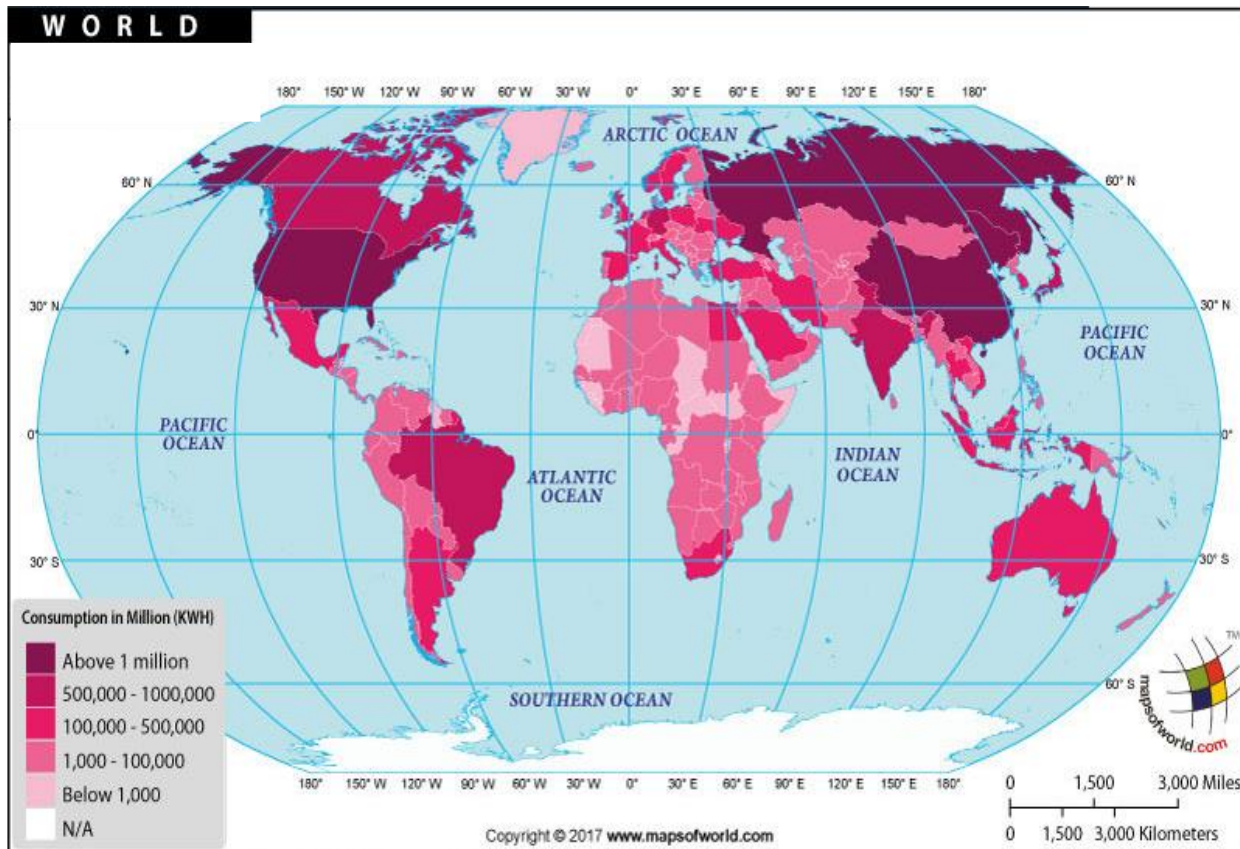 WORLD
180° 150° W 120° W 90° W 60° W 30° W 0° 30° E 60° E 90° E 120° E 150° E 180°
ARCTIC OCEAN
60° N 60° N
30° N 30° N
PACIFIC
OCEAN
PACIFIC
OCEAN
0° 0°
ATLANTIC
OCEAN
INDIAN
OCEAN
30° S 30° S
Consumption in Million (KWH)
Above 1 million
500,000 - 1000,000
100,000 - 500,000
1,000 - 100,000
Below 1,000
N/A
SOUTHERN OCEAN
60° S
TM
mapsofworld.com
180° 150° W 120° W 90° W 60° W 30° W 0° 30° E 60° E 90° E 120° E 150° E 180°
0 1,500 3,000 Miles
0 1,500 3,000 Kilometers
Copyright © 2017 www.mapsofworld.com